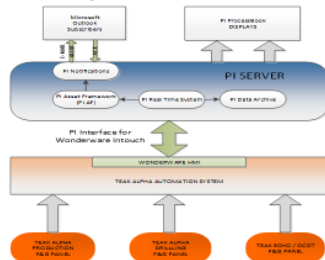 Microsoft
Outlook
Subscribers
PI ProcessBook
DISPLAYS
PI Notifications
PI SERVER
PI Asset Framework
(PI AF)
PI Real Time System
PI Data Archive
PI Interface for
Wonderware Intouch
WONDERWARE HMI
TEAK ALPHA AUTOMATION SYSTEM
TEAK ALPHA
PRODUCTION
F&G PANEL
TEAK ALPHA
DRILLING
F&G PANEL
F&G PANEL